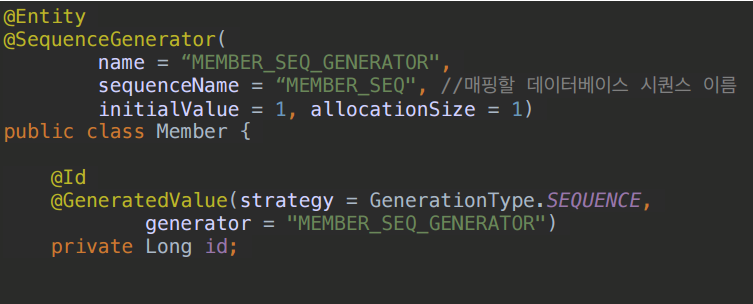 @Entity
@SequenceGenerator(
name = “MEMBER_SEQ_GENERATOR",
sequenceName = “MEMBER_SEQ", //매핑할 데이터베이스 시퀀스 이름
initialValue = 1, allocationSize = 1)
public class Member {
@Id
@GeneratedValue(strategy = GenerationType.SEQUENCE,
generator = "MEMBER_SEQ_GENERATOR")
private Long id;